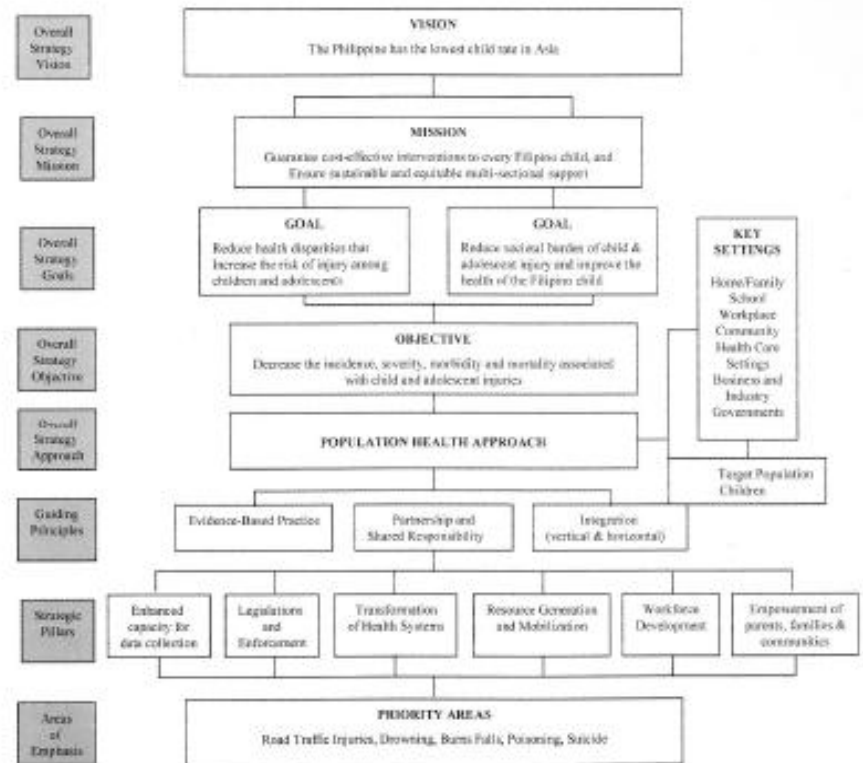 Overall
Strategy
Vision
VISION
The Philippine has the lowest child rate in Asia
Overall
Strategy
Mission
MISSION
Guarantee cost-effective interventions to every Filipino child, and
Ensure sustainable and equitable multi-sectional support
Overall
Strategy
Goals
GOAL
Reduce health disparities that
increase the risk of injury among
children and adolescents
GOAL
Reduce societal burden of child &
adolescent injury and improve the
health of the Filipino child
KEY
SETTINGS
Home/Family
School
Workplace
Community
Health Care
Settings
Business and
Industry
Governments
Overall
Strategy
Objective
OBJECTIVE
Decrease the incidence, severity, morbidity and mortality associated
with child and adolescent injuries
Overall
Strategy
Approach
POPULATION HEALTH APPROACH
Target Population
Children
Guiding
Principles
Evidence-Based Practice
Partnership and
Shared Responsibility
Integration
(vertical & horizontal)
Strategic
Pillars
Enhanced
capacity for
data collection
Legislations
and
Enforcement
Transformation
of Health Systems
Resource Generation
and Mobilization
Workforce
Development
Empowerment of
parents, families &
communities
Areas
of
Emphasis
PRIORITY AREAS
Road Traffic Injuries, Drowning, Burns Falls, Poisoning, Suicide